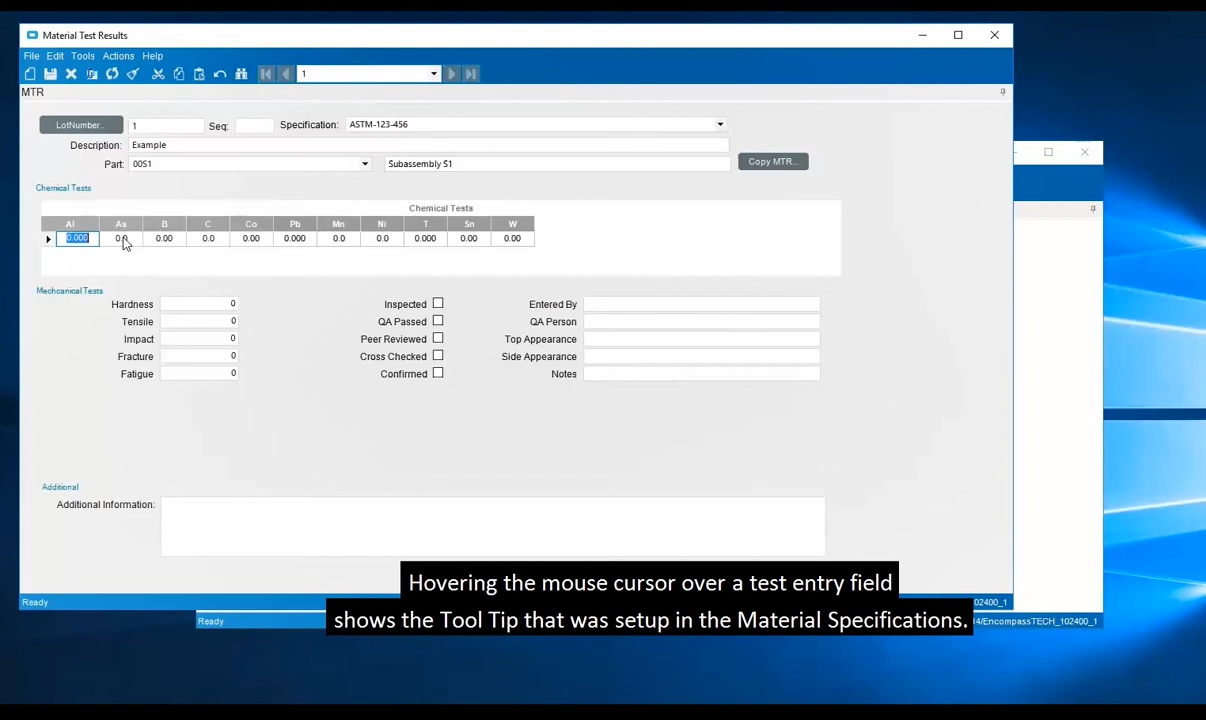 Material Test Results
File Edit Tools Actions Help
1
MTR
LotNumber... 1 Seq: Specification: ASTM-123-456
Description: Example
Part: 00S1 Subassembly S1 Copy MTR...
Chemical Tests
Chemical Tests
Al As B C Co Pb Mn Ni T Sn W
0.000 0.0 0.00 0.0 0.00 0.000 0.0 0.0 0.000 0.00 0.00
Mechcanical Tests
Hardness 0 Inspected Entered By
Tensile 0 QA Passed QA Person
Impact 0 Peer Reviewed Top Appearance
Fracture 0 Cross Checked Side Appearance
Fatigue 0 Confirmed Notes
Additional
Additional Information:
Hovering the mouse cursor over a test entry field
shows the Tool Tip that was setup in the Material Specifications.
Ready 02400_1
Ready 14/EncompassTECH_102400_1